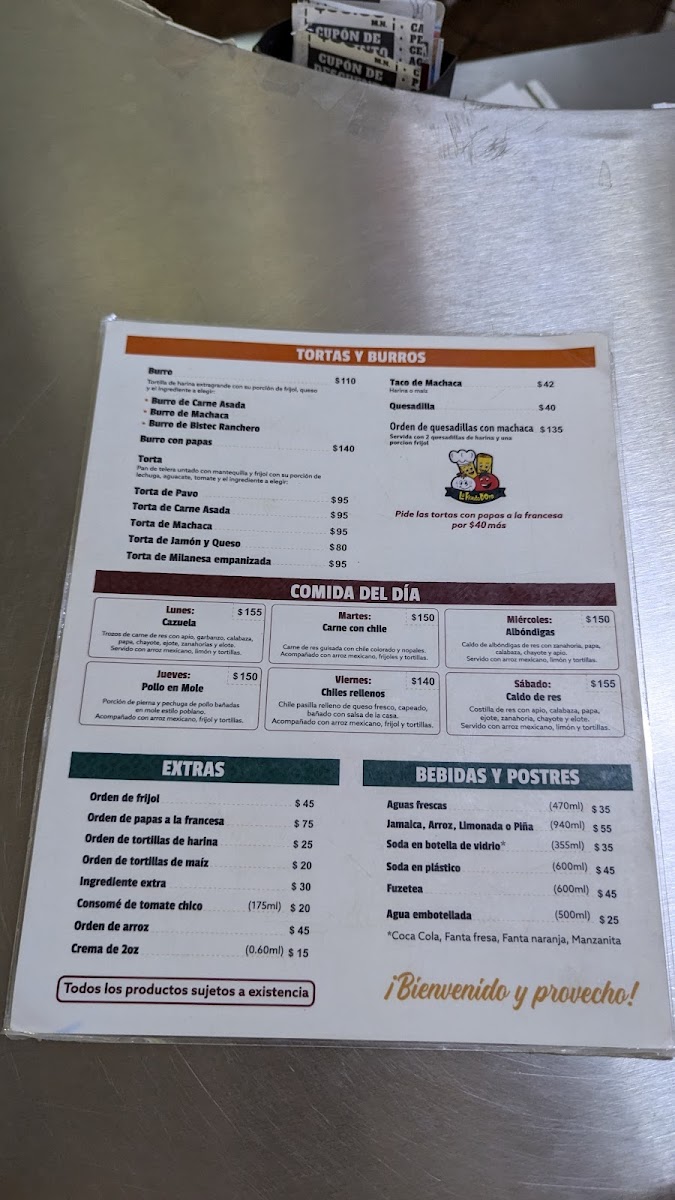 CUPÓN DE
M.N.
CUPÓN DE
TORTAS Y BURROS
Burro $110
Tortilla de harina extragrande con su porción de frijol, queso
y el ingrediente a elegir:
• Burro de Carne Asada
• Burro de Machaca
• Burro de Bistec Ranchero
Burro con papas $140
Torta
Pan de telera untado con mantequilla y frijol con su porción de
lechuga, aguacate, tomate y el ingrediente a elegir:
Torta de Pavo $95
Torta de Carne Asada $95
Torta de Machaca $95
Torta de Jamón y Queso $80
Torta de Milanesa empanizada $95
Taco de Machaca $42
Harina o maíz
Quesadilla $40
Orden de quesadillas con machaca $135
Servida con 2 quesadillas de harina y una
porcion frijol
Pide las tortas con papas a la francesa
por $40 más
COMIDA DEL DÍA
Lunes: $155
Cazuela
Trozos de carne de res con apio, garbanzo, calabaza,
papa, chayote, ejote, zanahorias y elote.
Servido con arroz mexicano, limón y tortillas.
Martes: $150
Carne con chile
Carne de res guisada con chile colorado y nopales.
Acompañado con arroz mexicano, frijoles y tortillas.
Miércoles: $150
Albóndigas
Caldo de albóndigas de res con zanahoria, papa,
calabaza, chayote y apio.
Servido con arroz mexicano, limón y tortillas.
Jueves: $150
Pollo en Mole
Porción de pierna y pechuga de pollo bañadas
en mole estilo poblano.
Acompañado con arroz mexicano, frijol y tortillas.
Viernes: $140
Chiles rellenos
Chile pasilla relleno de queso fresco, capeado,
bañado con salsa de la casa.
Acompañado con arroz mexicano, frijol y tortillas.
Sábado: $155
Caldo de res
Costilla de res con apio, calabaza, papa,
ejote, zanahoria, chayote y elote.
Servido con arroz mexicano, limón y tortillas.
EXTRAS
Orden de frijol $ 45
Orden de papas a la francesa $ 75
Orden de tortillas de harina $ 25
Orden de tortillas de maíz $ 20
Ingrediente extra $ 30
Consomé de tomate chico (175ml) $ 20
Orden de arroz $ 45
Crema de 2oz (0.60ml) $ 15
Todos los productos sujetos a existencia
BEBIDAS Y POSTRES
Aguas frescas (470ml) $ 35
Jamaica, Arroz, Limonada o Piña (940ml) $ 55
Soda en botella de vidrio* (355ml) $ 35
Soda en plástico (600ml) $ 45
Fuzetea (600ml) $ 45
Agua embotellada (500ml) $ 25
*Coca Cola, Fanta fresa, Fanta naranja, Manzanita
¡Bienvenido y provecho!